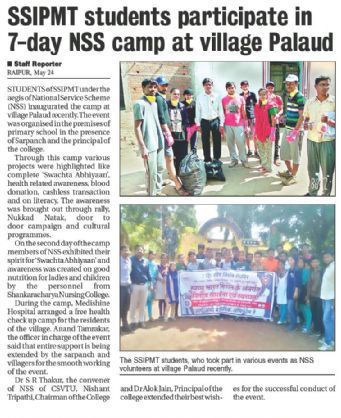 SSIPMT students participate in
7-day NSS camp at village Palaud
■ Staff Reporter
RAIPUR, May 24
STUDENTS of SSIPMT under the
aegis of National Service Scheme
(NSS) inaugurated the camp at
village Palaud recently. The event
was organised in the premises of
primary school in the presence
of Sarpanch and the principal of
the college.
Through this camp various
projects were highlighted like
complete 'Swachta Abhiyaan',
health related awareness, blood
donation, cashless transaction
and on literacy. The awareness
was brought out through rally,
Nukkad Natak, door to
door campaign and cultural
programmes.
On the second day of the camp
members of NSS exhibited their
spirit for 'Swachta Abhiyaan' and
awareness was created on good
nutrition for ladies and children
by the personnel from
Shankaracharya Nursing College.
During the camp, Medishine
Hospital arranged a free health
check up camp for the residents
of the village. Anand Tamrakar,
the officer in charge of the event
said that entire support is being
extended by the sarpanch and
villagers for the smooth working
of the event.
Dr S R Thakur, the convener
of NSS of CSVTU, Nishant
Tripathi, Chairman of the College
The SSIPMT students, who took part in various events as NSS
volunteers at village Palaud recently.
and Dr Alok Jain, Principal of the
college extended their best wish-
es for the successful conduct of
the event.